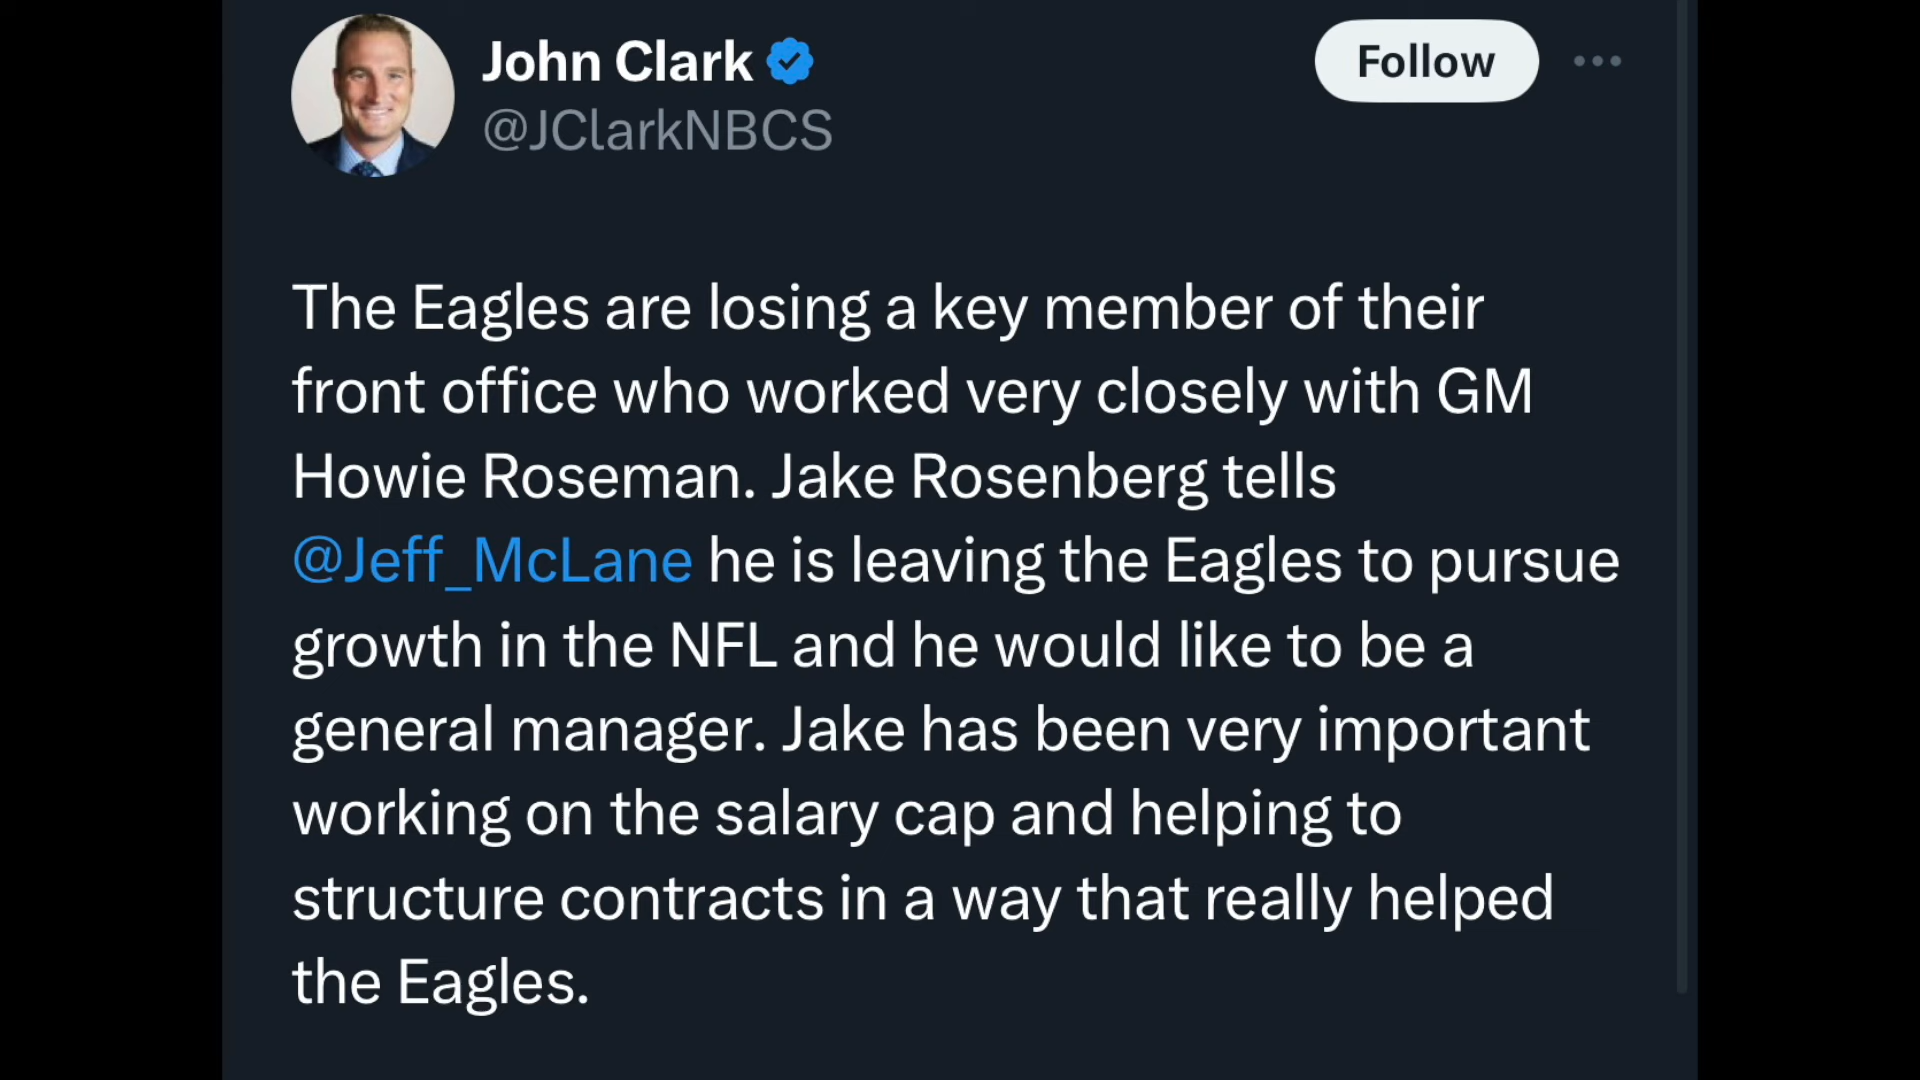 John Clark
Follow
@JClarkNBCS
The Eagles are losing a key member of their
front office who worked very closely with GM
Howie Roseman. Jake Rosenberg tells
@Jeff_McLane he is leaving the Eagles to pursue
growth in the NFL and he would like to be a
general manager. Jake has been very important
working on the salary cap and helping to
structure contracts in a way that really helped
the Eagles.